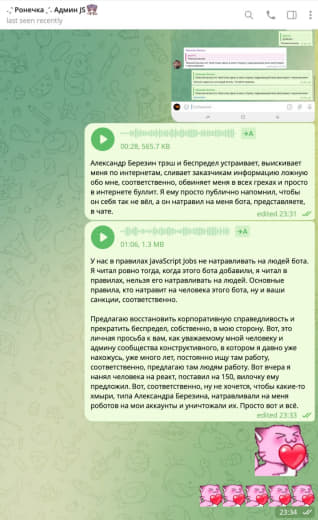 Ронечка .: Админ JS
last seen recently
→A
00:28, 565.7 KB
Александр Березин трэш и беспредел устраивает, выискивает
меня по интернетам, сливает заказчикам информацию ложную
обо мне, соответственно, обвиняет меня в всех грехах и просто
в интернете буллит. Я ему просто публично напомнил, чтобы
он себя так не вёл, а он натравил на меня бота, представляете,
в чате.
edited 23:31
→A
01:06, 1.3 MB
У нас в правилах JavaScript Jobs не натравливать на людей бота.
Я читал ровно тогда, когда этого бота добавили, я читал в
правилах, нельзя его натравливать на людей. Основные
правила, кто натравит на человека этого бота, ну и ваши
санкции, соответственно.
Предлагаю восстановить корпоративную справедливость и
прекратить беспредел, собственно, в мою сторону. Вот, это
личная просьба к вам, как уважаемому мной человеку и
админу сообщества конструктивного, в котором я давно уже
нахожусь, уже много лет, постоянно ищу там работу,
соответственно, предлагаю там людям работу. Вот вчера я
нанял человека на реакт, поставил на 150, вилочку ему
предложил. Вот, соответственно, ну не хочется, чтобы какие-то
хмыри, типа Александра Березина, натравливали на меня
роботов на мои аккаунты и уничтожали их. Просто вот и всё.
edited 23:33
23:34